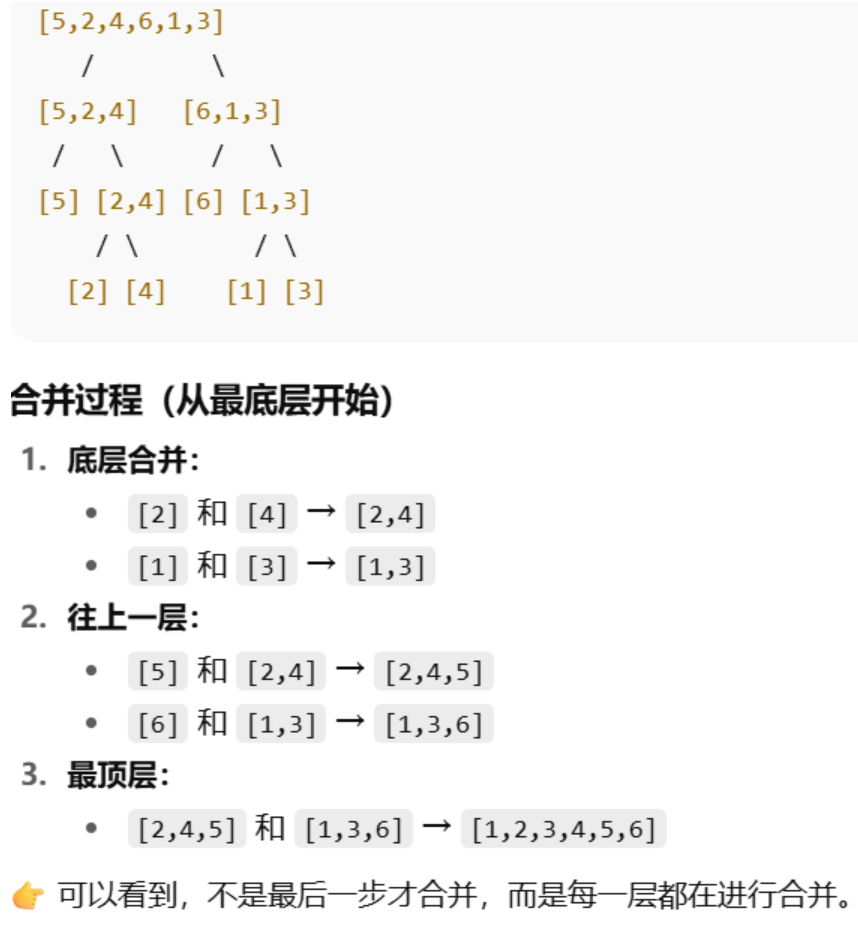 [5,2,4,6,1,3]
/ \
[5,2,4] [6,1,3]
/ \ / \
[5] [2,4] [6] [1,3]
/ \ / \
[2] [4] [1] [3]
合并过程（从最底层开始）
1. 底层合并：
• [2] 和 [4] → [2,4]
• [1] 和 [3] → [1,3]
2. 往上一层：
• [5] 和 [2,4] → [2,4,5]
• [6] 和 [1,3] → [1,3,6]
3. 最顶层：
• [2,4,5] 和 [1,3,6] → [1,2,3,4,5,6]
👉 可以看到，不是最后一步才合并，而是每一层都在进行合并。